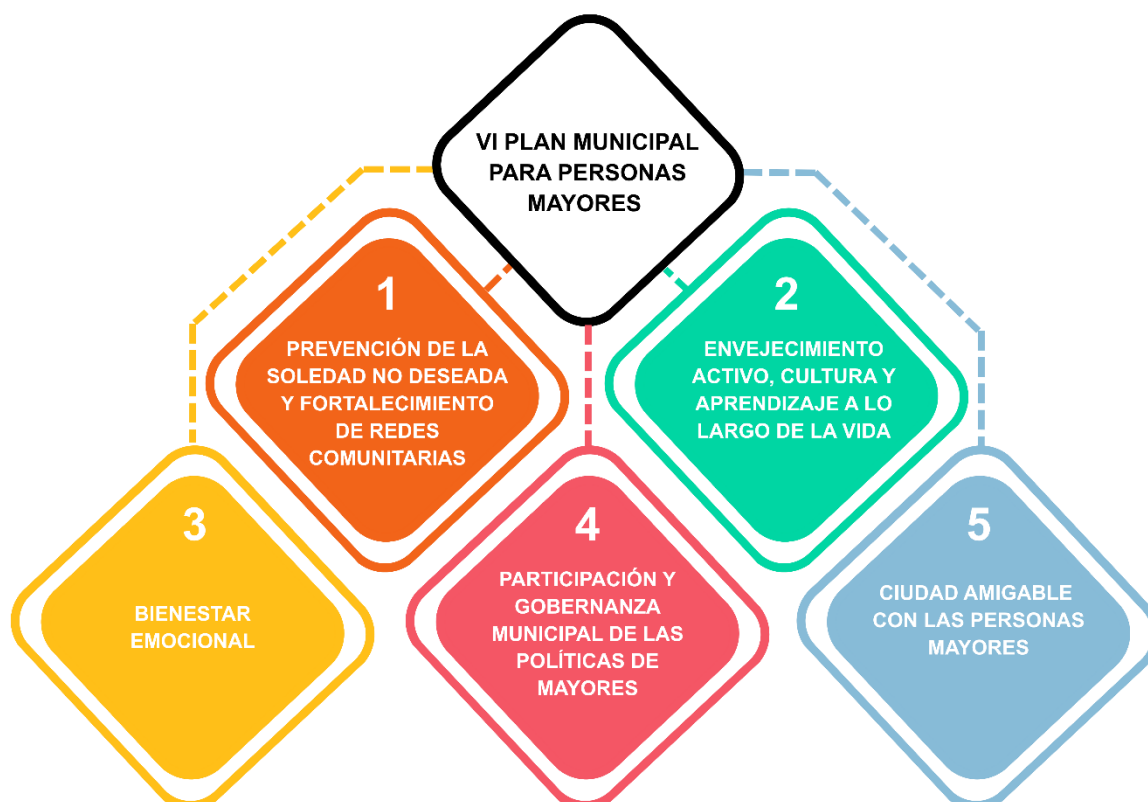 VI PLAN MUNICIPAL
PARA PERSONAS
MAYORES
1
PREVENCIÓN DE LA
SOLEDAD NO DESEADA
Y FORTALECIMIENTO
DE REDES
COMUNITARIAS
2
ENVEJECIMIENTO
ACTIVO, CULTURA Y
APRENDIZAJE A LO
LARGO DE LA VIDA
3
BIENESTAR
EMOCIONAL
4
PARTICIPACIÓN Y
GOBERNANZA
MUNICIPAL DE LAS
POLÍTICAS DE
MAYORES
5
CIUDAD AMIGABLE
CON LAS PERSONAS
MAYORES